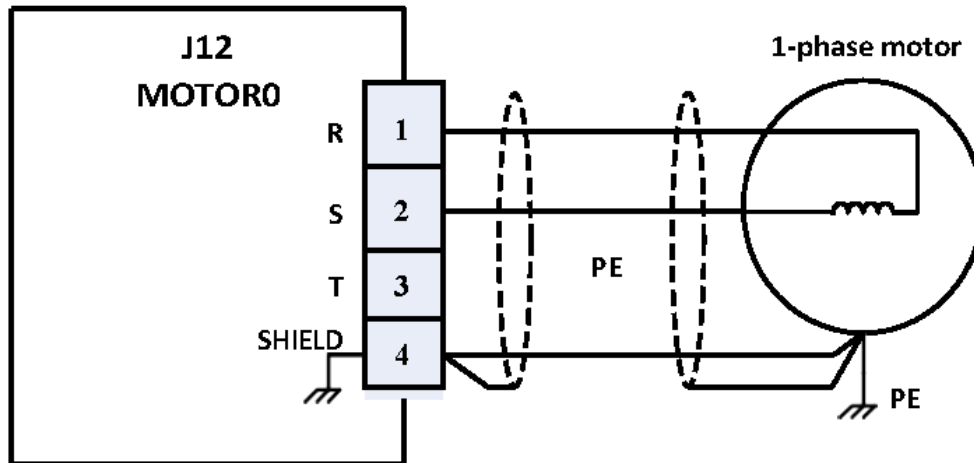 J12
MOTOR0
1-phase motor
R 1
S 2
PE
T 3
SHIELD 4
PE